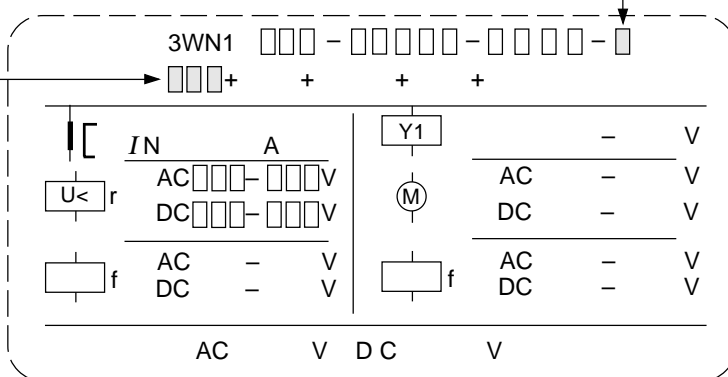 3WN1 ▯▯▯ – ▯▯▯▯▯ – ▯▯▯▯ – ▯
▯▯▯ + + + +
IN A
AC ▯▯▯ – ▯▯▯ V
U< r
DC ▯▯▯ – ▯▯▯ V
AC – V
f
DC – V
Y1 – V
AC – V
M
DC – V
AC – V
f
DC – V
AC V DC V